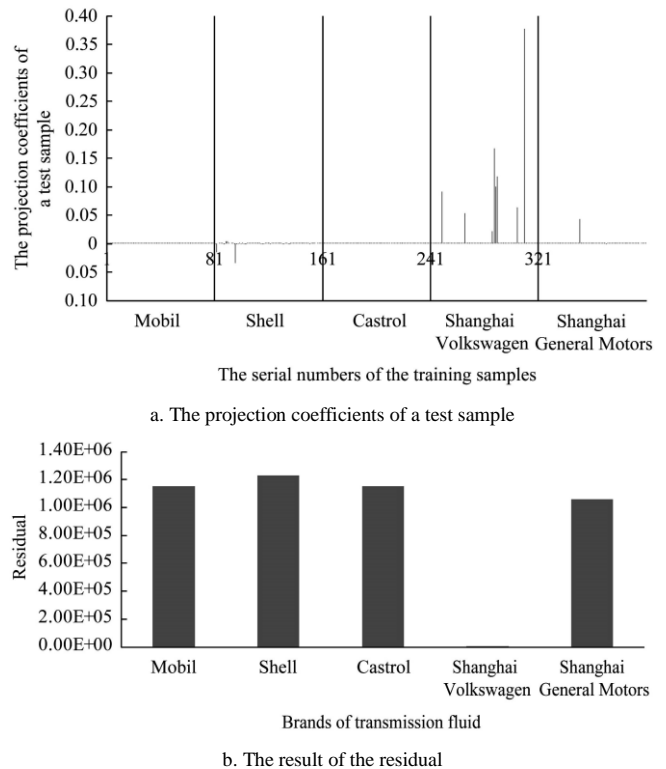 The projection coefficients of
a test sample
0.40
0.35
0.30
0.25
0.20
0.15
0.10
0.05
0
0.05
0.10
1 81 161 241 321
Mobil Shell Castrol Shanghai Shanghai
Volkswagen General Motors
The serial numbers of the training samples
a. The projection coefficients of a test sample
Residual
1.40E+06
1.20E+06
1.00E+06
8.00E+05
6.00E+05
4.00E+05
2.00E+05
0.00E+00
Mobil Shell Castrol Shanghai Shanghai
Volkswagen General Motors
Brands of transmission fluid
b. The result of the residual